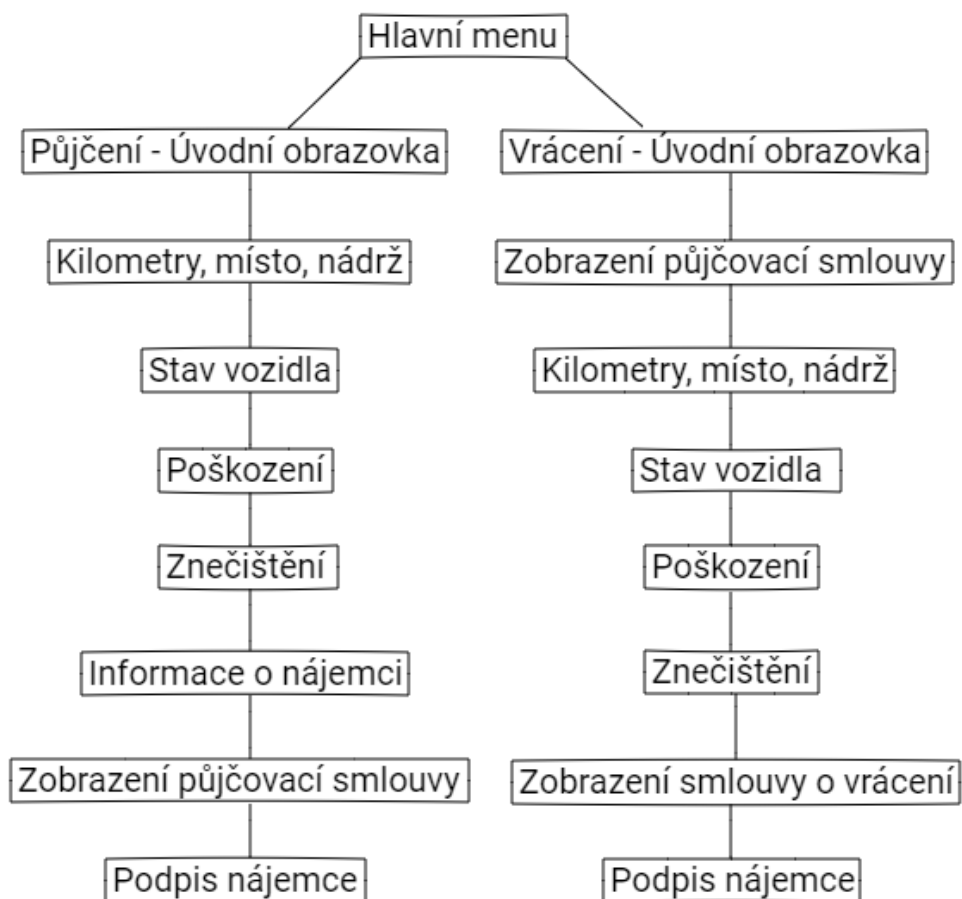 Hlavní menu
Půjčení - Úvodní obrazovka
Kilometry, místo, nádrž
Stav vozidla
Poškození
Znečištění
Informace o nájemci
Zobrazení půjčovací smlouvy
Podpis nájemce
Vrácení - Úvodní obrazovka
Zobrazení půjčovací smlouvy
Kilometry, místo, nádrž
Stav vozidla
Poškození
Znečištění
Zobrazení smlouvy o vrácení
Podpis nájemce